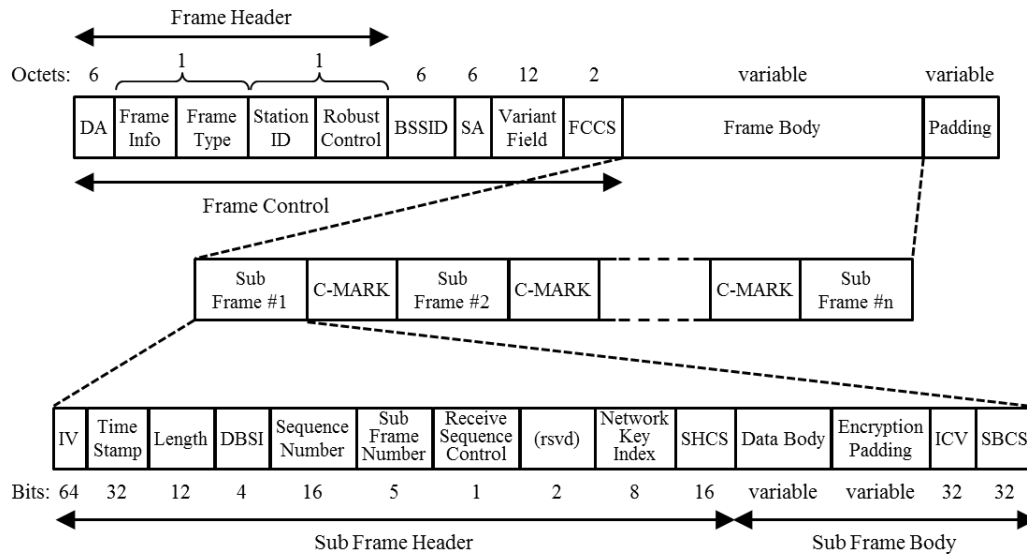 Frame Header
Octets: 6 1 1 6 6 12 2 variable variable
DA Frame Info Frame Type Station ID Robust Control BSSID SA Variant Field FCCS Frame Body Padding
Frame Control
Sub Frame #1 C-MARK Sub Frame #2 C-MARK C-MARK Sub Frame #n
IV Time Stamp Length DBSI Sequence Number Sub Frame Number Receive Sequence Control (rsvd) Network Key Index SHCS Data Body Encryption Padding ICV SBCS
Bits: 64 32 12 4 16 5 1 2 8 16 variable variable 32 32
Sub Frame Header Sub Frame Body